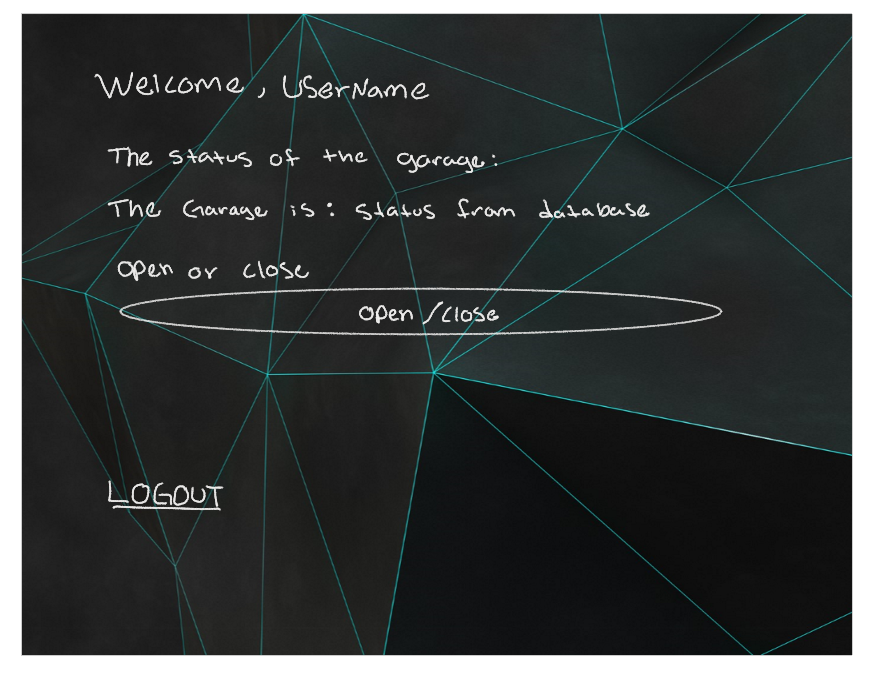 Welcome, UserName
The status of the garage:
The Garage is: status from database
open or close
open/close
LOGOUT